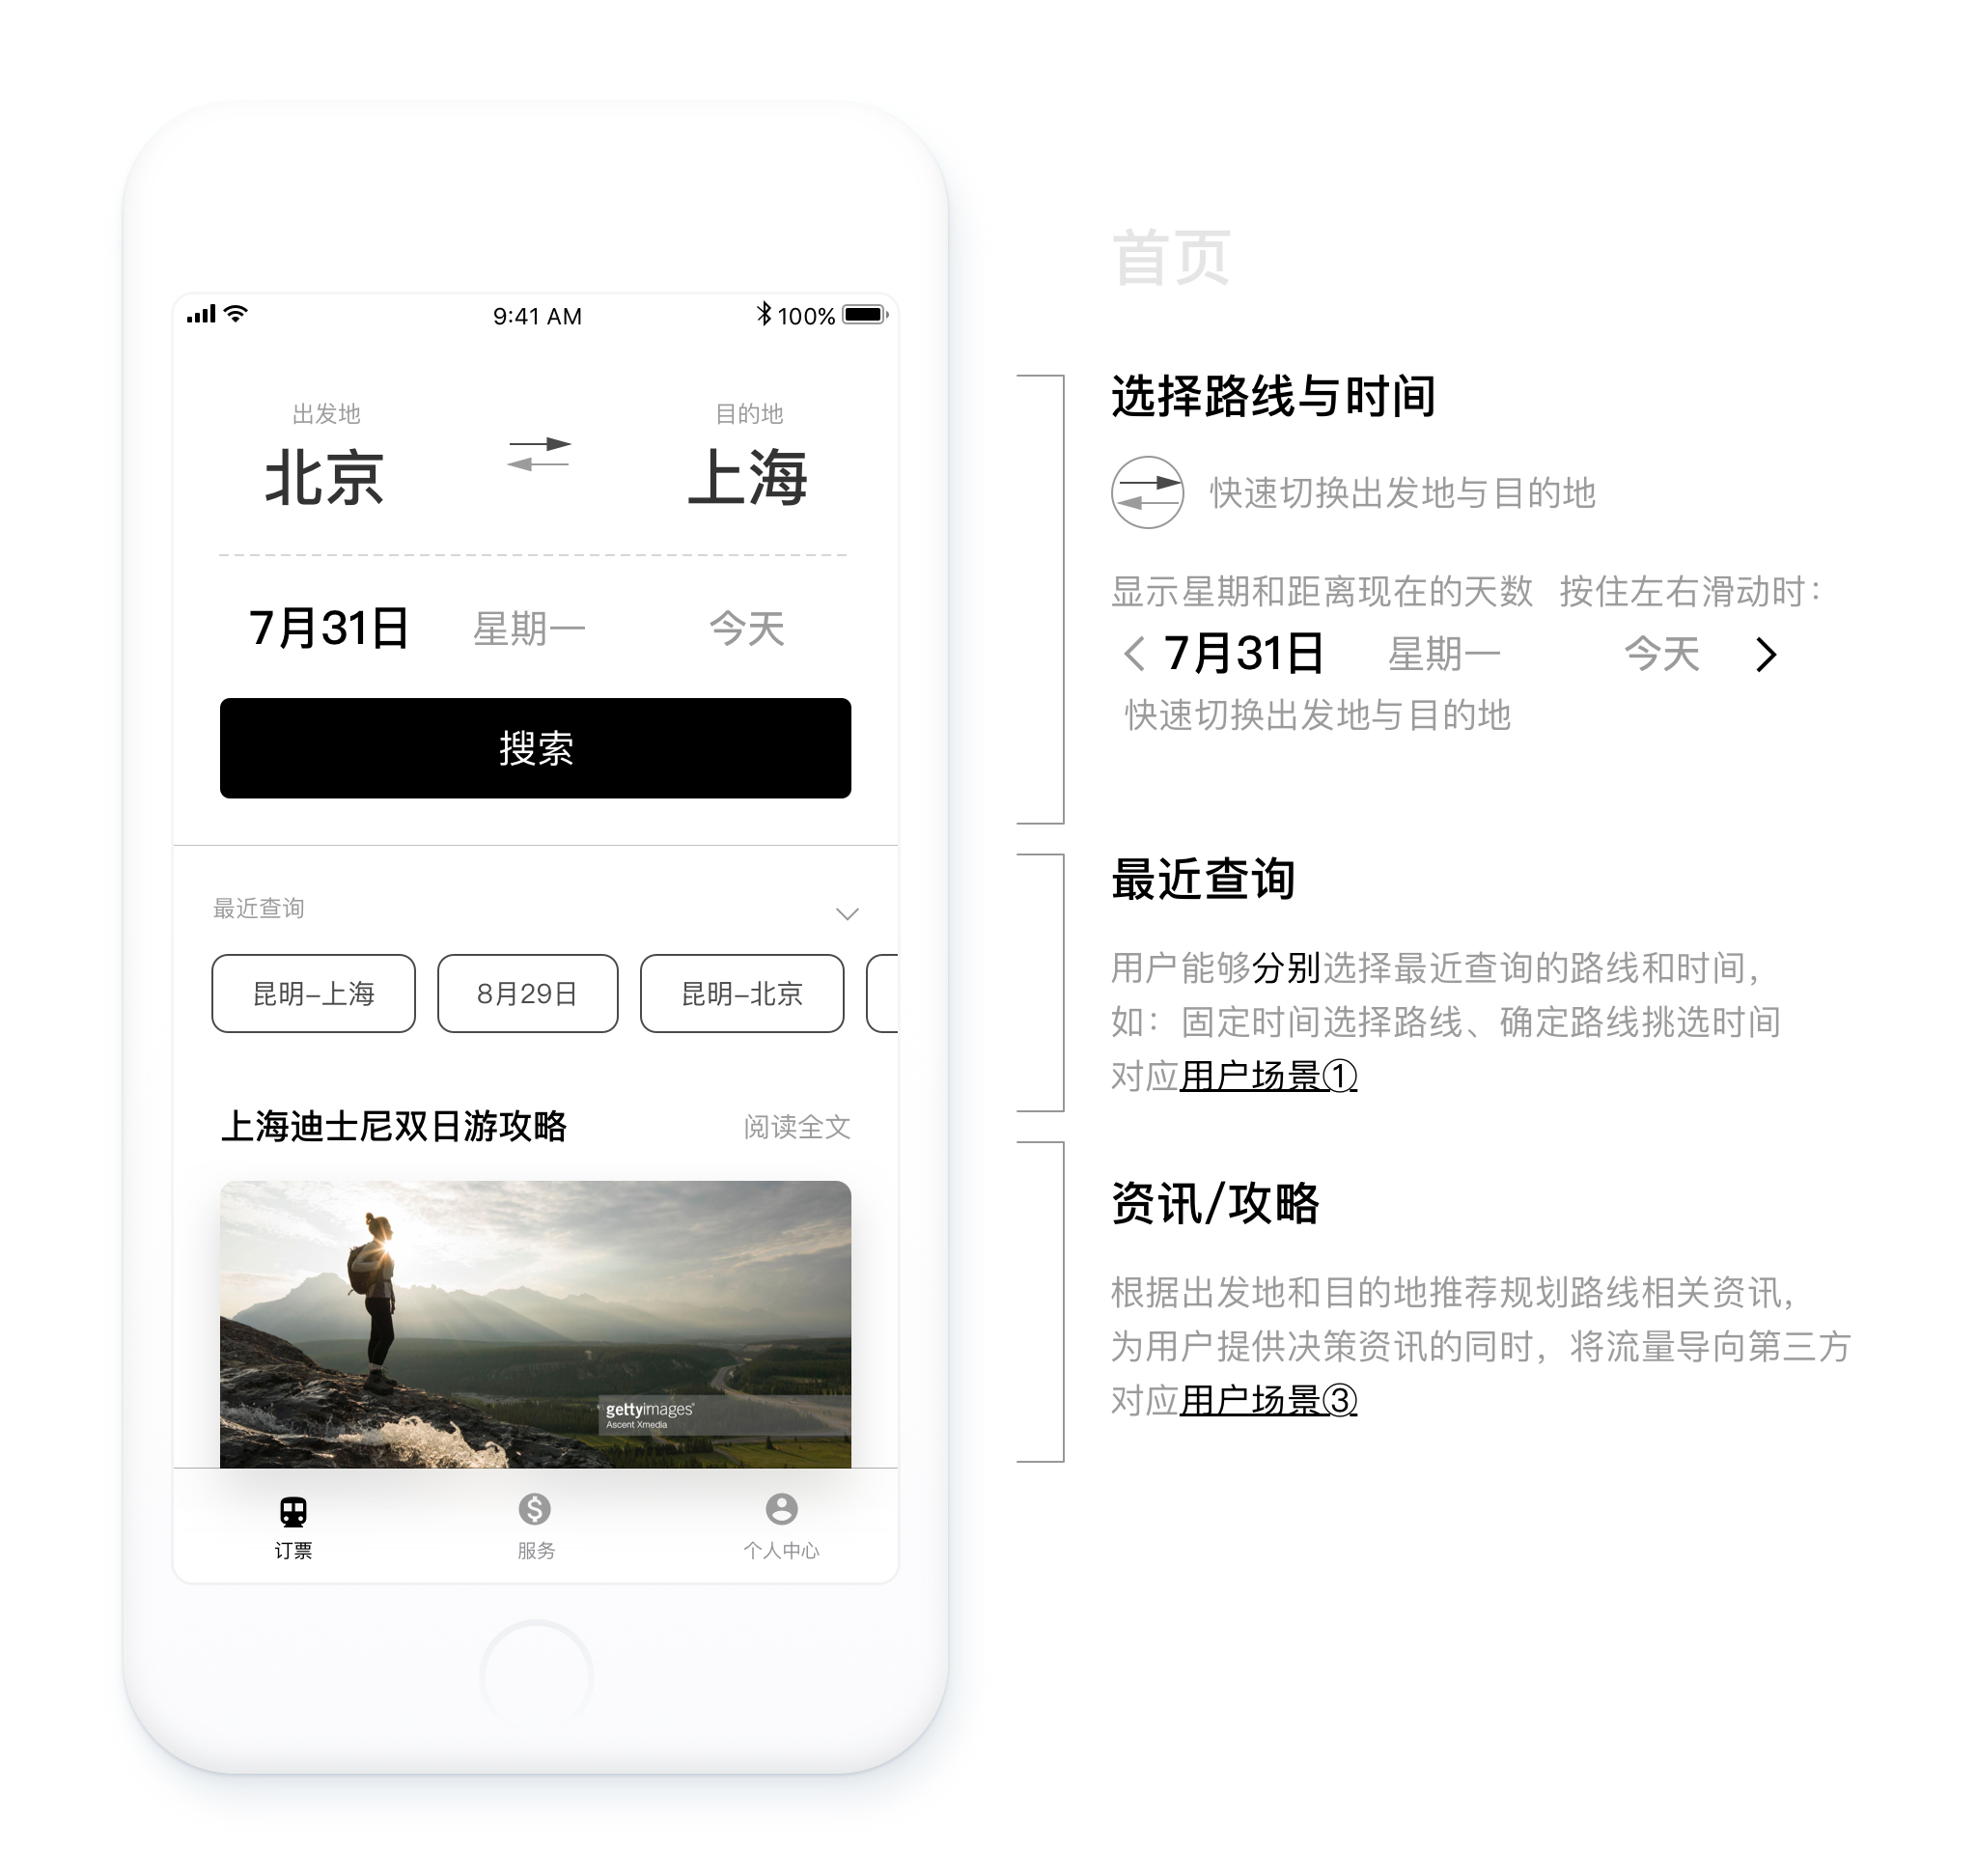 9:41 AM
100%
出发地
目的地
北京
上海
7月31日 星期一 今天
搜索
最近查询
昆明–上海
8月29日
昆明–北京
上海迪士尼双日游攻略
阅读全文
gettyimages®
Ascent Xmedia
订票
服务
个人中心
首页
选择路线与时间
快速切换出发地与目的地
显示星期和距离现在的天数 按住左右滑动时：
7月31日 星期一 今天
快速切换出发地与目的地
最近查询
用户能够分别选择最近查询的路线和时间，
如：固定时间选择路线、确定路线挑选时间
对应用户场景①
资讯/攻略
根据出发地和目的地推荐规划路线相关资讯，
为用户提供决策资讯的同时，将流量导向第三方
对应用户场景③